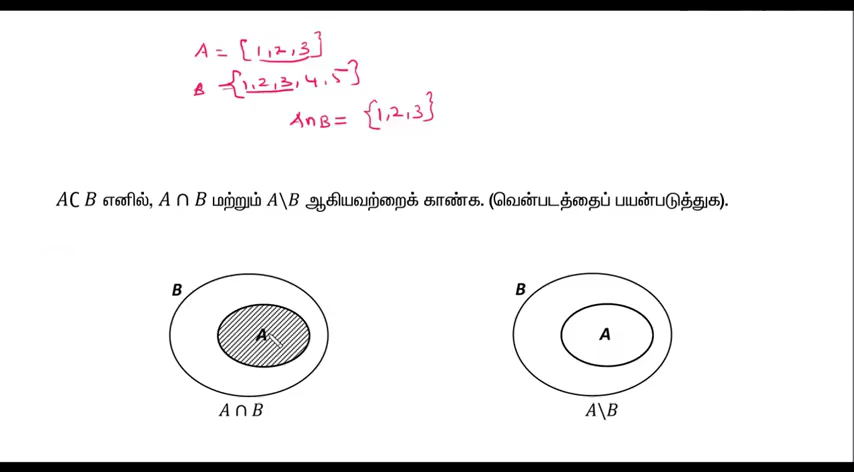 A = {1,2,3}
B = {1,2,3,4,5}
A∩B = {1,2,3}
A⊂ B எனில், A ∩ B மற்றும் A\B ஆகியவற்றைக் காண்க. (வென்படத்தைப் பயன்படுத்துக).
B
A
A ∩ B
B
A
A\B